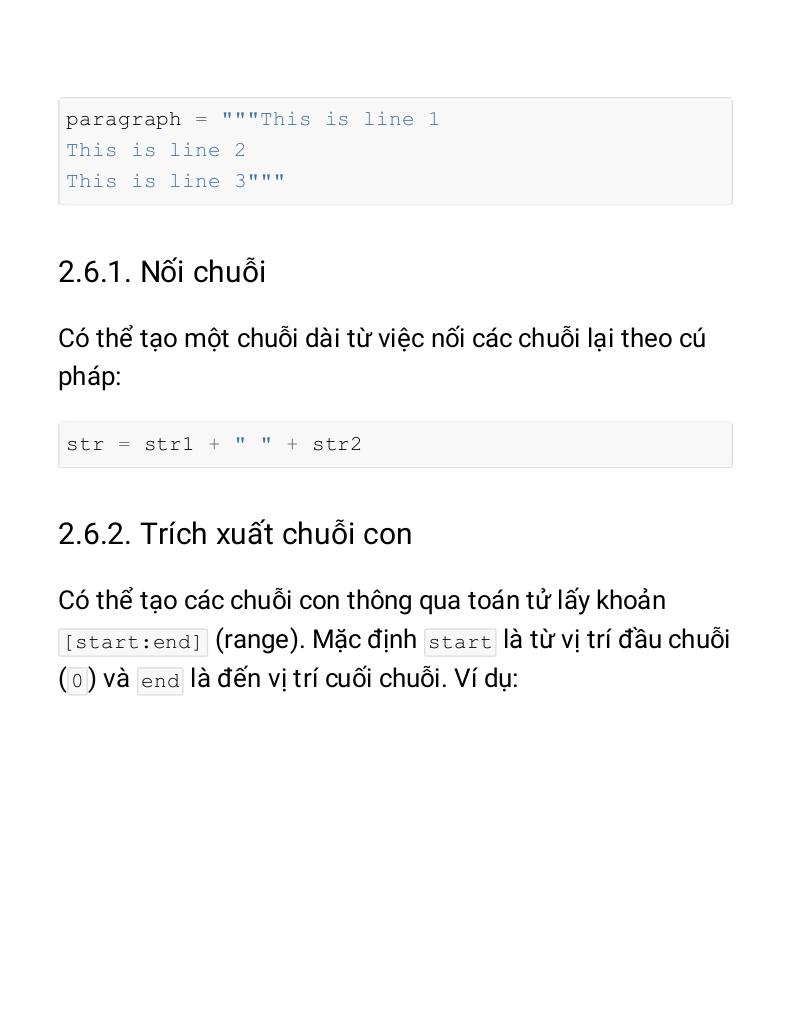 paragraph = """This is line 1
This is line 2
This is line 3"""
2.6.1. Nối chuỗi
Có thể tạo một chuỗi dài từ việc nối các chuỗi lại theo cú
pháp:
str = str1 + " " + str2
2.6.2. Trích xuất chuỗi con
Có thể tạo các chuỗi con thông qua toán tử lấy khoản
[start:end] (range). Mặc định start là từ vị trí đầu chuỗi
(0) và end là đến vị trí cuối chuỗi. Ví dụ: